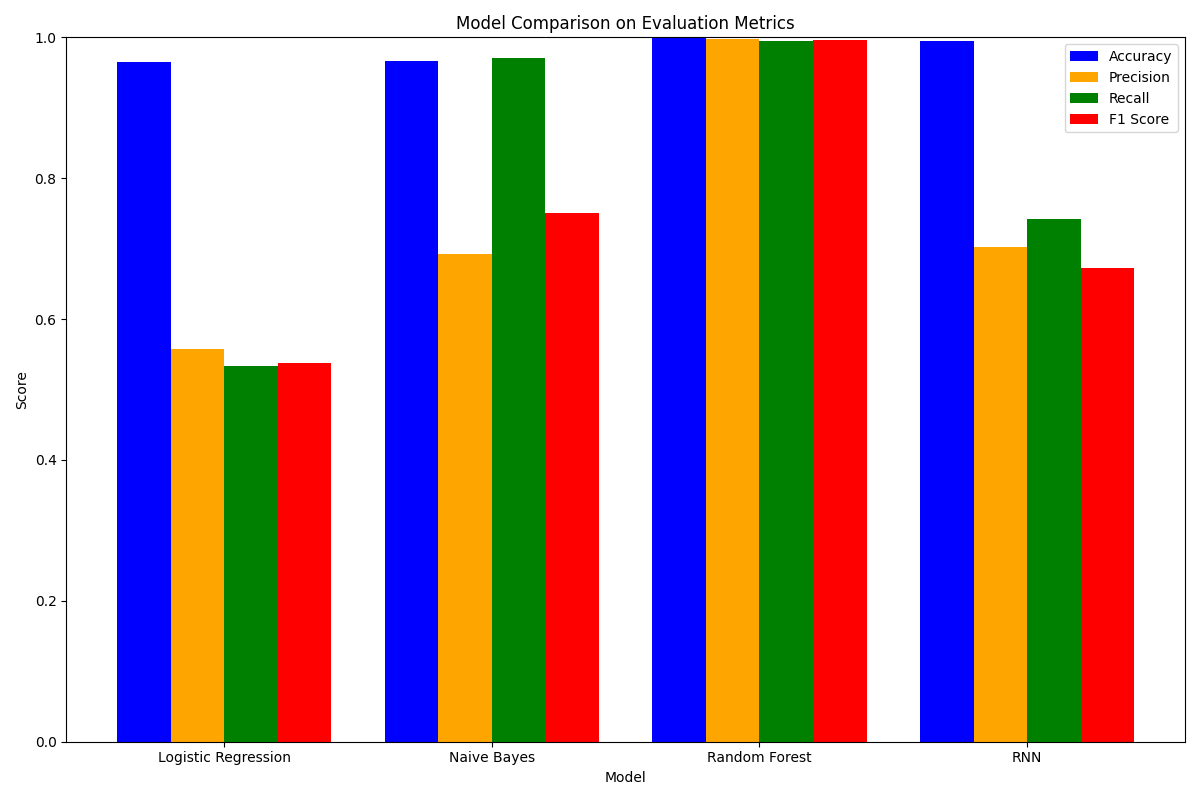 Model Comparison on Evaluation Metrics
1.0
0.8
0.6
0.4
0.2
0.0
Score
Accuracy
Precision
Recall
F1 Score
Logistic Regression
Naive Bayes
Random Forest
RNN
Model